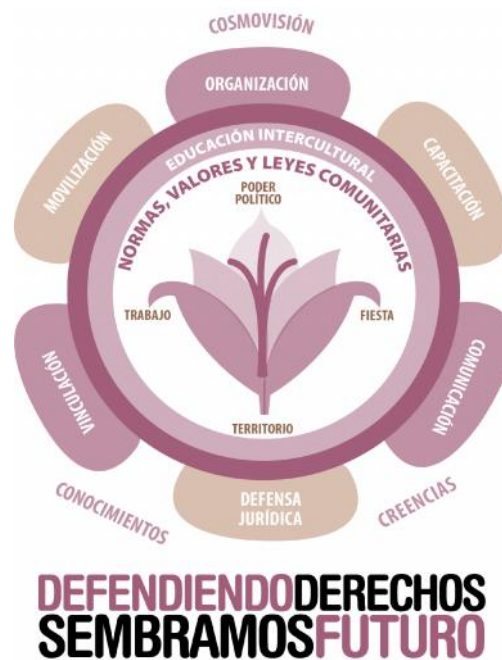 COSMOVISIÓN
ORGANIZACIÓN
MOVILIZACIÓN
CAPACITACIÓN
EDUCACIÓN INTERCULTURAL
NORMAS, VALORES Y LEYES COMUNITARIAS
PODER
POLÍTICO
TRABAJO
FIESTA
TERRITORIO
VINCULACIÓN
COMUNICACIÓN
CONOCIMIENTOS
DEFENSA
JURÍDICA
CREENCIAS
DEFENDIENDODERECHOS
SEMBRAMOSFUTURO